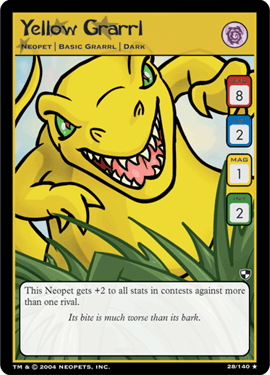 Yellow Grarrl
Neopet | Basic Grarrl | Dark
8
2
MAG
1
INT
2
This Neopet gets +2 to all stats in contests against more
than one rival.
Its bite is much worse than its bark.
TM & © 2004 NEOPETS, INC.
28/140 ★